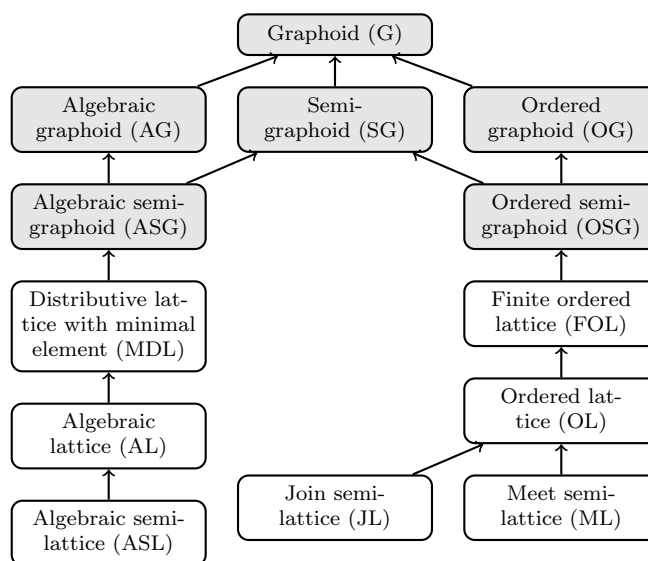 Graphoid (G)
Algebraic
graphoid (AG)
Semi-
graphoid (SG)
Ordered
graphoid (OG)
Algebraic semi-
graphoid (ASG)
Ordered semi-
graphoid (OSG)
Distributive lat-
tice with minimal
element (MDL)
Finite ordered
lattice (FOL)
Algebraic
lattice (AL)
Ordered lat-
tice (OL)
Algebraic semi-
lattice (ASL)
Join semi-
lattice (JL)
Meet semi-
lattice (ML)